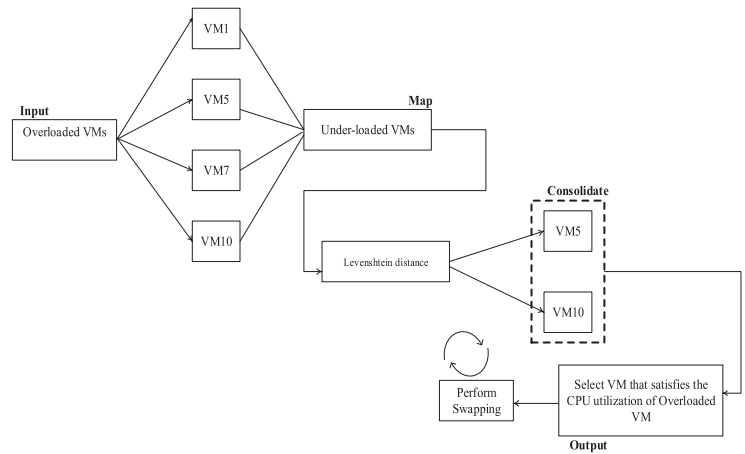 Input
Overloaded VMs
VM1
VM5
VM7
VM10
Map
Under-loaded VMs
Levenshtein distance
Consolidate
VM5
VM10
Select VM that satisfies the
CPU utilization of Overloaded
VM
Output
Perform
Swapping